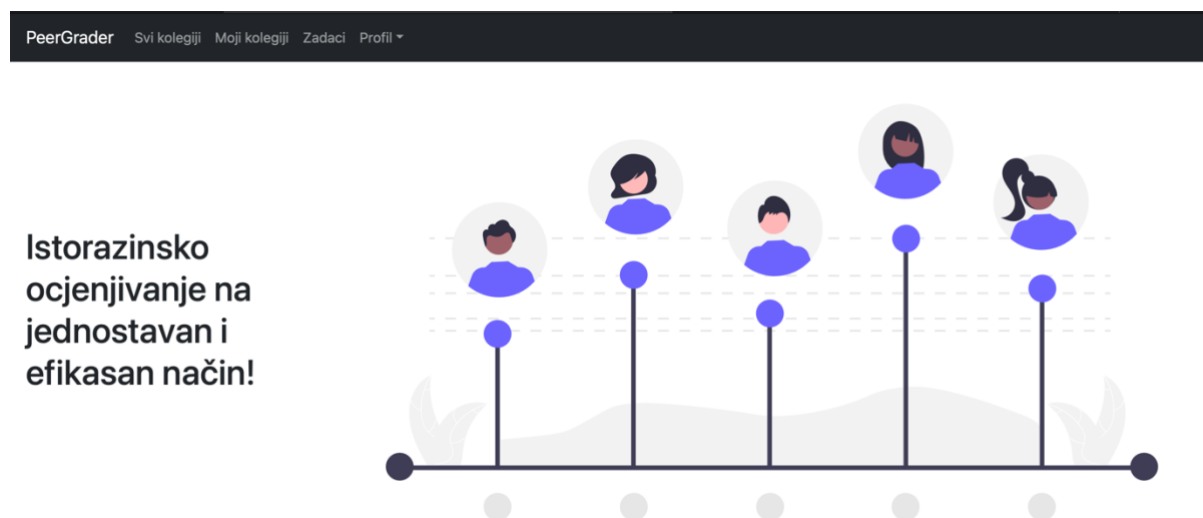 PeerGrader Svi kolegiji Moji kolegiji Zadaci Profil
Istorazinsko
ocjenjivanje na
jednostavan i
efikasan način!